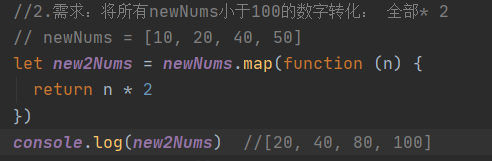 //2.需求：将所有newNums小于100的数字转化： 全部* 2
// newNums = [10, 20, 40, 50]
let new2Nums = newNums.map(function (n) {
  return n * 2
})
console.log(new2Nums)  //[20, 40, 80, 100]